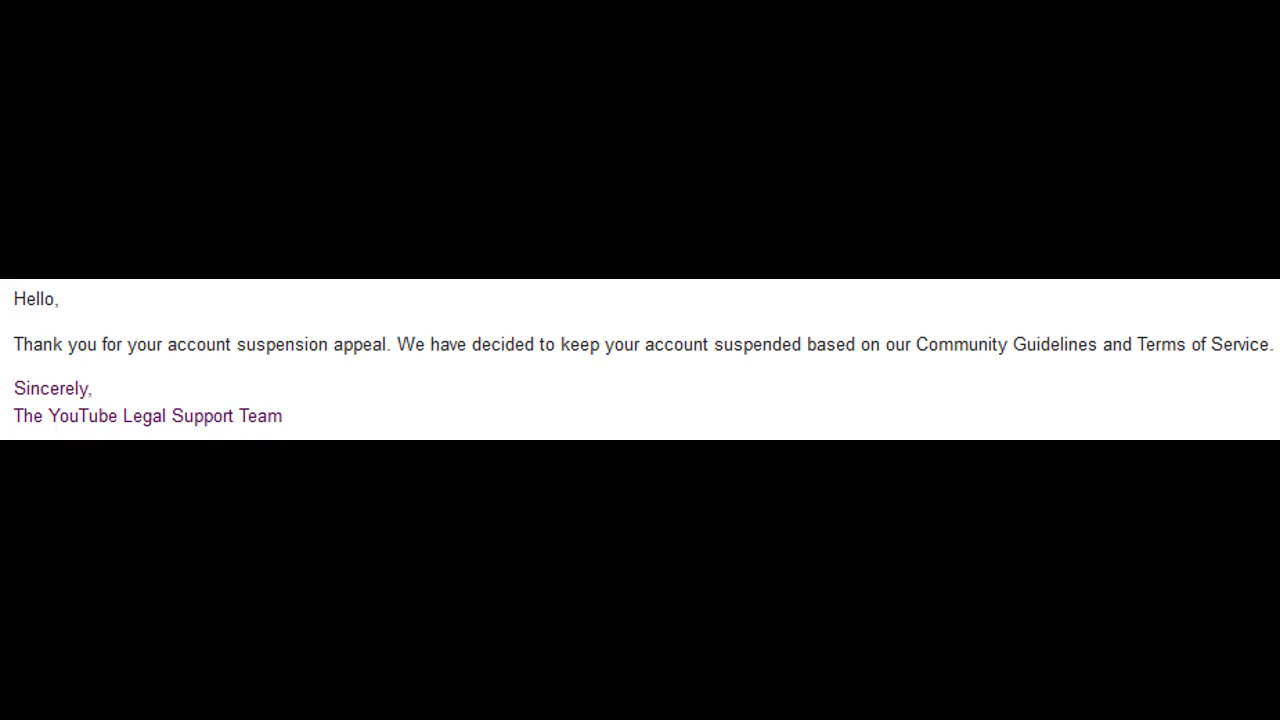 Hello,
Thank you for your account suspension appeal. We have decided to keep your account suspended based on our Community Guidelines and Terms of Service.
Sincerely,
The YouTube Legal Support Team